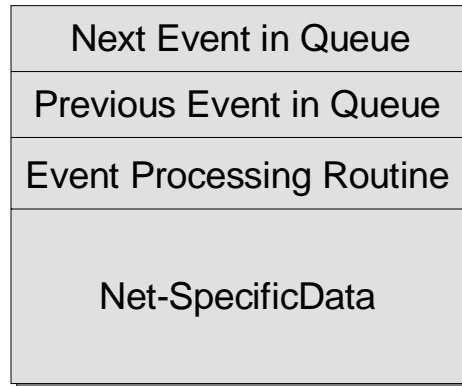 Next Event in Queue
Previous Event in Queue
Event Processing Routine
Net-SpecificData